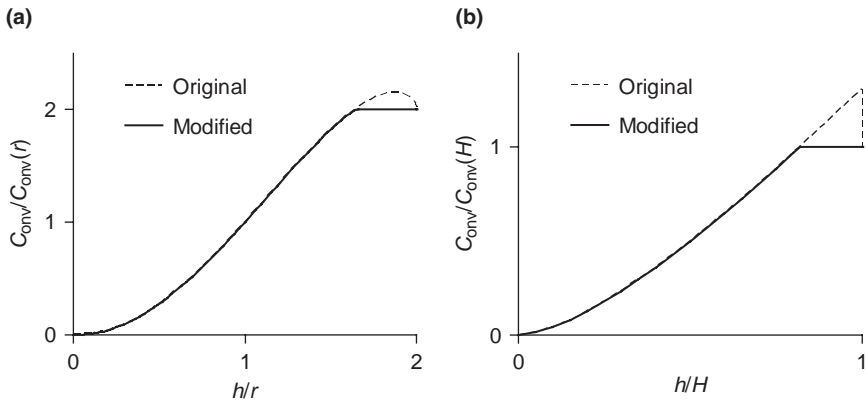 (a)
C_onv/C_onv(r)
2
1
0
Original
Modified
0 1 2
h/r
(b)
C_onv/C_onv(H)
1
0
Original
Modified
0 1
h/H